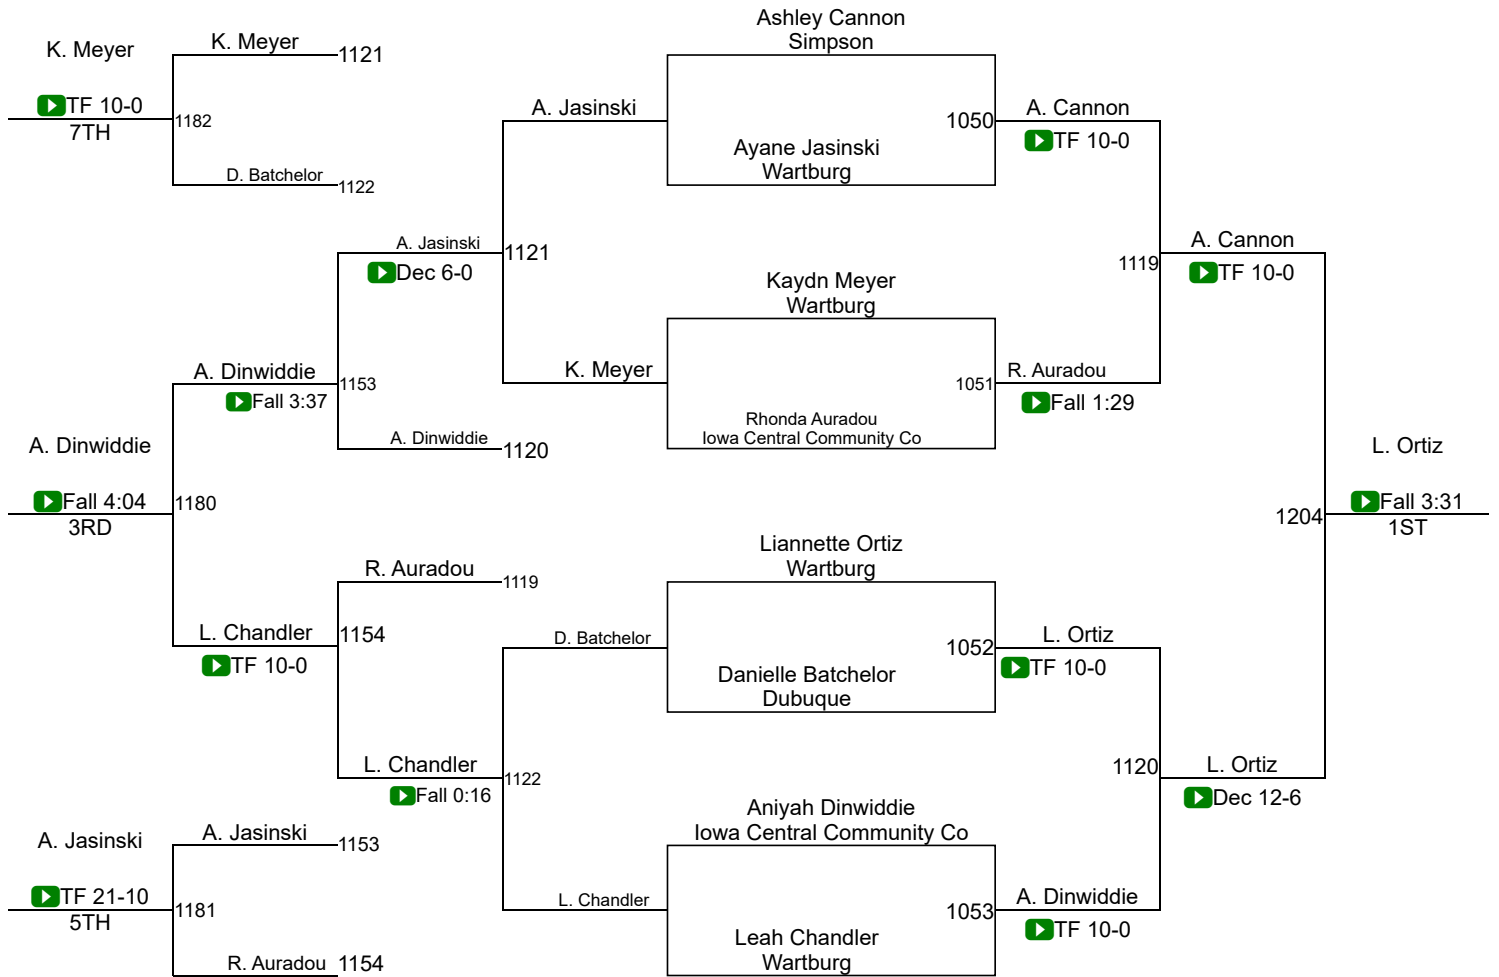 Ashley Cannon
Simpson
K. Meyer
K. Meyer
1121
TF 10-0
7TH
1182
A. Jasinski
1050
A. Cannon
TF 10-0
Ayane Jasinski
Wartburg
D. Batchelor
1122
A. Jasinski
Dec 6-0
1121
1119
A. Cannon
TF 10-0
Kaydn Meyer
Wartburg
A. Dinwiddie
Fall 3:37
1153
K. Meyer
1051
R. Auradou
Fall 1:29
Rhonda Auradou
Iowa Central Community Co
A. Dinwiddie
1120
A. Dinwiddie
Fall 4:04
3RD
1180
1204
L. Ortiz
Fall 3:31
1ST
Liannette Ortiz
Wartburg
R. Auradou
1119
L. Chandler
TF 10-0
1154
D. Batchelor
1052
L. Ortiz
TF 10-0
Danielle Batchelor
Dubuque
L. Chandler
Fall 0:16
1122
1120
L. Ortiz
Dec 12-6
Aniyah Dinwiddie
Iowa Central Community Co
A. Jasinski
A. Jasinski
1153
TF 21-10
5TH
1181
L. Chandler
1053
A. Dinwiddie
TF 10-0
Leah Chandler
Wartburg
R. Auradou
1154